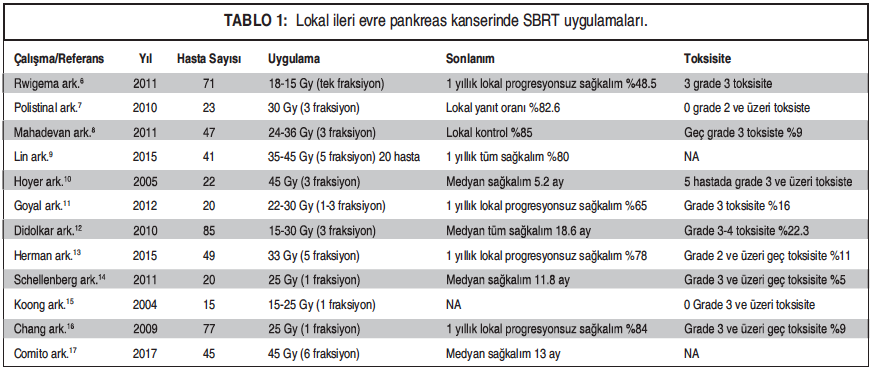 TABLO 1: Lokal ileri evre pankreas kanserinde SBRT uygulamaları.
Çalışma/Referans Yıl Hasta Sayısı Uygulama Sonlanım Toksisite
Rwigema ark.⁶ 2011 71 18-15 Gy (tek fraksiyon) 1 yıllık lokal progresyonsuz sağkalım %48.5 3 grade 3 toksisite
Polistinal ark.⁷ 2010 23 30 Gy (3 fraksiyon) Lokal yanıt oranı %82.6 0 grade 2 ve üzeri toksiste
Mahadevan ark.⁸ 2011 47 24-36 Gy (3 fraksiyon) Lokal kontrol %85 Geç grade 3 toksiste %9
Lin ark.⁹ 2015 41 35-45 Gy (5 fraksiyon) 20 hasta 1 yıllık tüm sağkalım %80 NA
Hoyer ark.¹⁰ 2005 22 45 Gy (3 fraksiyon) Medyan sağkalım 5.2 ay 5 hastada grade 3 ve üzeri toksiste
Goyal ark.¹¹ 2012 20 22-30 Gy (1-3 fraksiyon) 1 yıllık lokal progresyonsuz sağkalım %65 Grade 3 toksisite %16
Didolkar ark.¹² 2010 85 15-30 Gy (3 fraksiyon) Medyan tüm sağkalım 18.6 ay Grade 3-4 toksisite %22.3
Herman ark.¹³ 2015 49 33 Gy (5 fraksiyon) 1 yıllık lokal progresyonsuz sağkalım %78 Grade 2 ve üzeri geç toksisite %11
Schellenberg ark.¹⁴ 2011 20 25 Gy (1 fraksiyon) Medyan sağkalım 11.8 ay Grade 3 ve üzeri geç toksisite %5
Koong ark.¹⁵ 2004 15 15-25 Gy (1 fraksiyon) NA 0 Grade 3 ve üzeri toksisite
Chang ark.¹⁶ 2009 77 25 Gy (1 fraksiyon) 1 yıllık lokal progresyonsuz sağkalım %84 Grade 3 ve üzeri geç toksisite %9
Comito ark.¹⁷ 2017 45 45 Gy (6 fraksiyon) Medyan sağkalım 13 ay NA